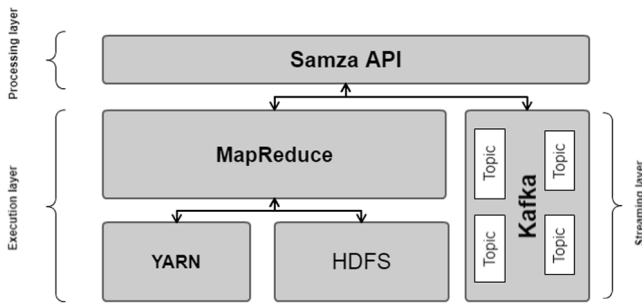 Processing layer
Samza API
Execution layer
MapReduce
YARN
HDFS
Topic
Topic
Kafka
Topic
Topic
Streaming layer